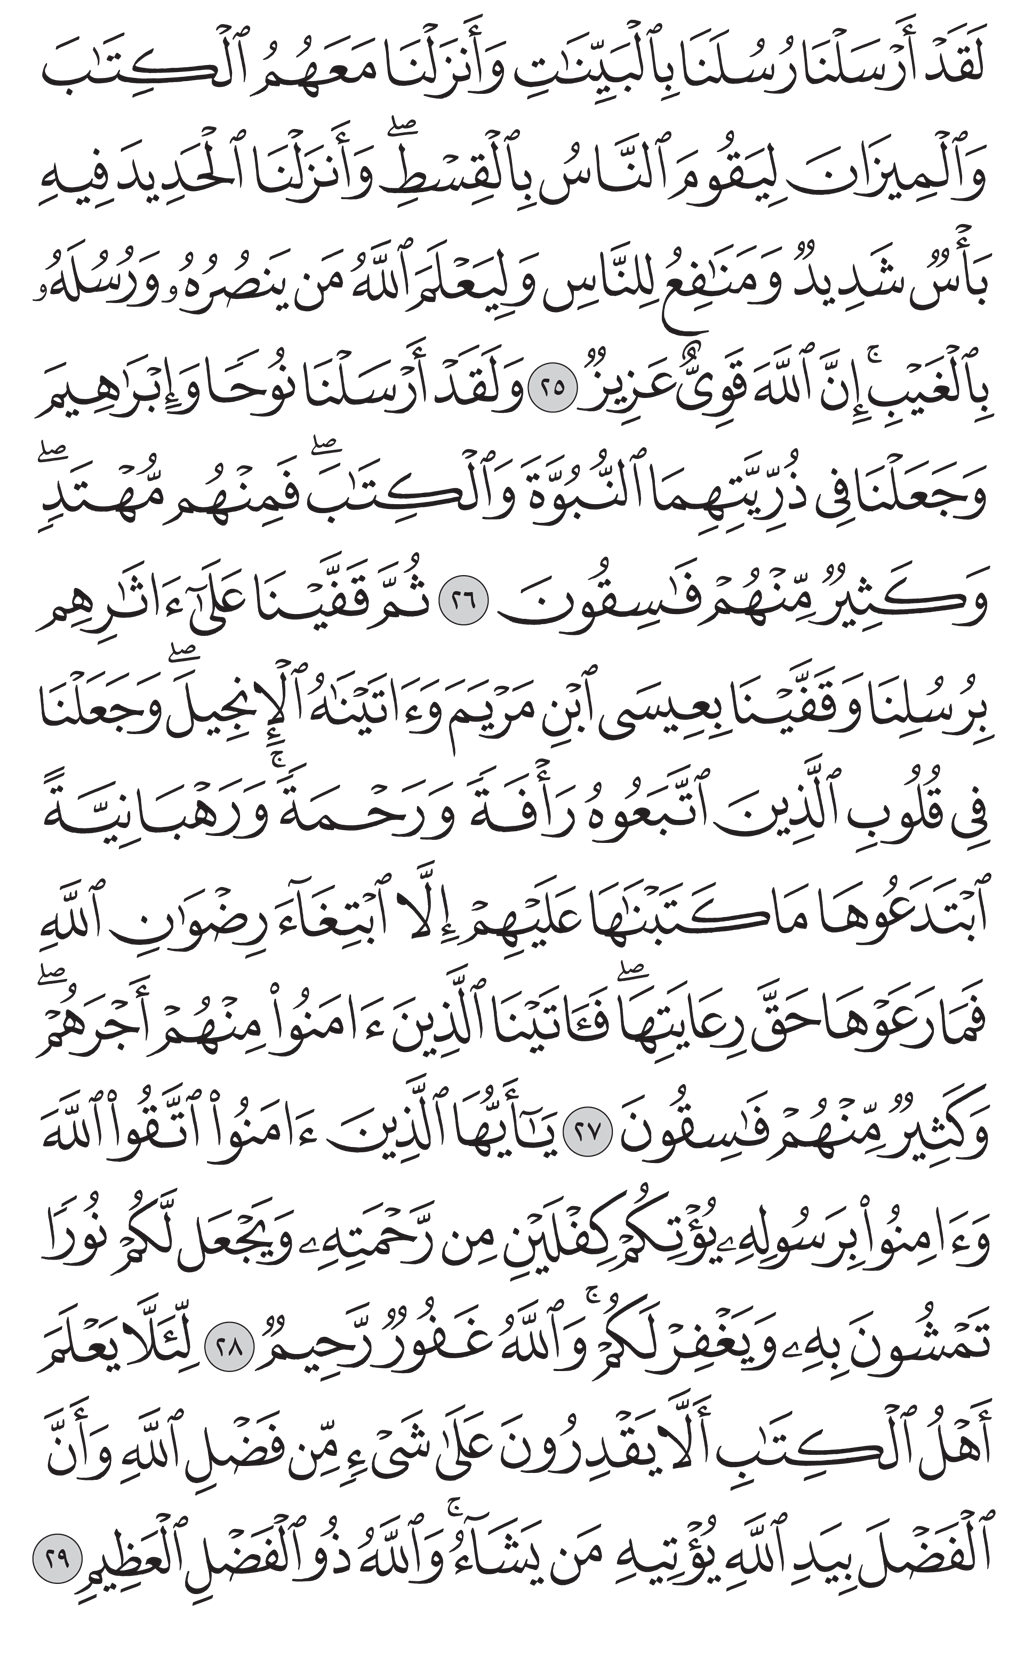 لَقَدْ أَرْسَلْنَا رُسُلَنَا بِٱلْبَيِّنَـٰتِ وَأَنزَلْنَا مَعَهُمُ ٱلْكِتَـٰبَ
وَٱلْمِيزَانَ لِيَقُومَ ٱلنَّاسُ بِٱلْقِسْطِ ۖ وَأَنزَلْنَا ٱلْحَدِيدَ فِيهِ
بَأْسٌ شَدِيدٌ وَمَنَـٰفِعُ لِلنَّاسِ وَلِيَعْلَمَ ٱللَّهُ مَن يَنصُرُهُۥ وَرُسُلَهُۥ
بِٱلْغَيْبِ ۚ إِنَّ ٱللَّهَ قَوِىٌّ عَزِيزٌ ٢٥ وَلَقَدْ أَرْسَلْنَا نُوحًا وَإِبْرَٰهِيمَ
وَجَعَلْنَا فِى ذُرِّيَّتِهِمَا ٱلنُّبُوَّةَ وَٱلْكِتَـٰبَ ۖ فَمِنْهُم مُّهْتَدٍ ۖ
وَكَثِيرٌ مِّنْهُمْ فَـٰسِقُونَ ٢٦ ثُمَّ قَفَّيْنَا عَلَىٰٓ ءَاثَـٰرِهِم
بِرُسُلِنَا وَقَفَّيْنَا بِعِيسَى ٱبْنِ مَرْيَمَ وَءَاتَيْنَـٰهُ ٱلْإِنجِيلَ ۖ وَجَعَلْنَا
فِى قُلُوبِ ٱلَّذِينَ ٱتَّبَعُوهُ رَأْفَةً وَرَحْمَةً ۚ وَرَهْبَانِيَّةً
ٱبْتَدَعُوهَا مَا كَتَبْنَـٰهَا عَلَيْهِمْ إِلَّا ٱبْتِغَآءَ رِضْوَٰنِ ٱللَّهِ
فَمَا رَعَوْهَا حَقَّ رِعَايَتِهَا ۖ فَـَٔاتَيْنَا ٱلَّذِينَ ءَامَنُوا۟ مِنْهُمْ أَجْرَهُمْ ۖ
وَكَثِيرٌ مِّنْهُمْ فَـٰسِقُونَ ٢٧ يَـٰٓأَيُّهَا ٱلَّذِينَ ءَامَنُوا۟ ٱتَّقُوا۟ ٱللَّهَ
وَءَامِنُوا۟ بِرَسُولِهِۦ يُؤْتِكُمْ كِفْلَيْنِ مِن رَّحْمَتِهِۦ وَيَجْعَل لَّكُمْ نُورًا
تَمْشُونَ بِهِۦ وَيَغْفِرْ لَكُمْ ۚ وَٱللَّهُ غَفُورٌ رَّحِيمٌ ٢٨ لِّئَلَّا يَعْلَمَ
أَهْلُ ٱلْكِتَـٰبِ أَلَّا يَقْدِرُونَ عَلَىٰ شَىْءٍ مِّن فَضْلِ ٱللَّهِ وَأَنَّ
ٱلْفَضْلَ بِيَدِ ٱللَّهِ يُؤْتِيهِ مَن يَشَآءُ ۚ وَٱللَّهُ ذُو ٱلْفَضْلِ ٱلْعَظِيمِ ٢٩